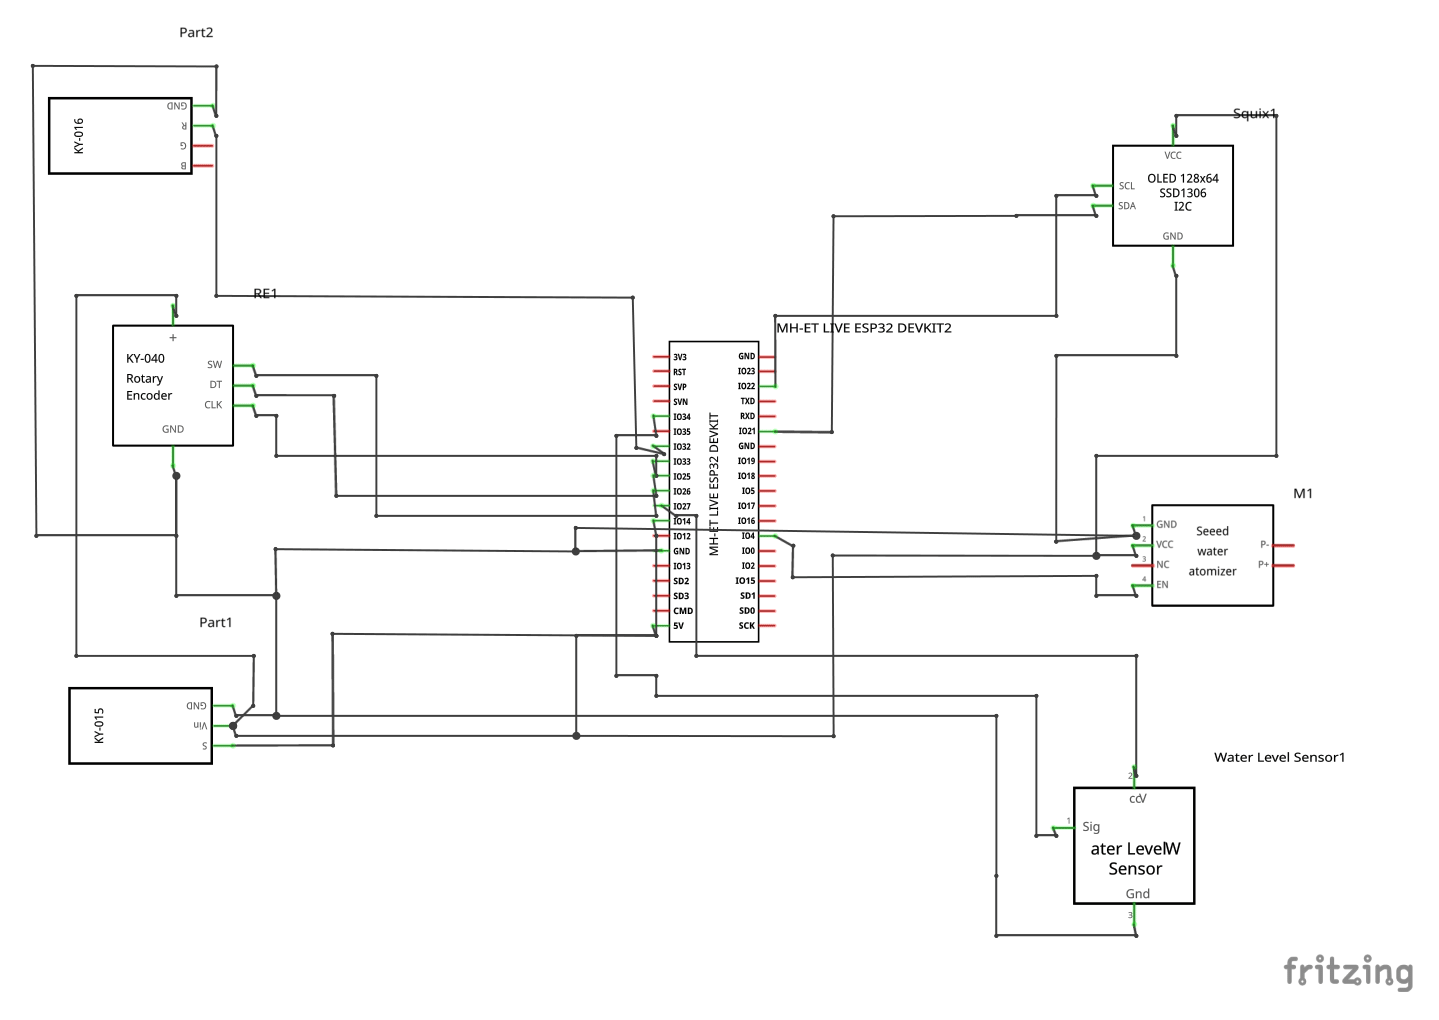 Part2
KY-016
GND
R
G
B
Squix1
VCC
OLED 128x64
SSD1306
I2C
SCL
SDA
GND
RE1
+
KY-040
Rotary
Encoder
SW
DT
CLK
GND
MH-ET LIVE ESP32 DEVKIT2
MH-ET LIVE ESP32 DEVKIT
3V3
RST
SVP
SVN
IO34
IO35
IO32
IO33
IO25
IO26
IO27
IO14
IO12
GND
IO13
SD2
SD3
CMD
5V
GND
IO23
IO22
TXD
RXD
IO21
GND
IO19
IO18
IO5
IO17
IO16
IO4
IO0
IO2
IO15
SD1
SD0
SCK
M1
1 GND
2 VCC
3 NC
4 EN
Seeed
water
atomizer
P-
P+
Part1
KY-015
GND
Vin
S
Water Level Sensor1
2
ccV
1
Sig
ater LevelW
Sensor
Gnd
3
fritzing